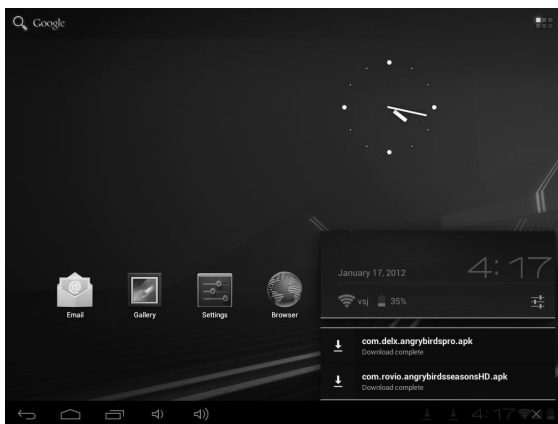 Google
4:17
January 17, 2012
vsj 35%
Email Gallery Settings Browser
com.delx.angrybirdspro.apk
Download complete
com.rovio.angrybirdsseasonsHD.apk
Download complete
4:17